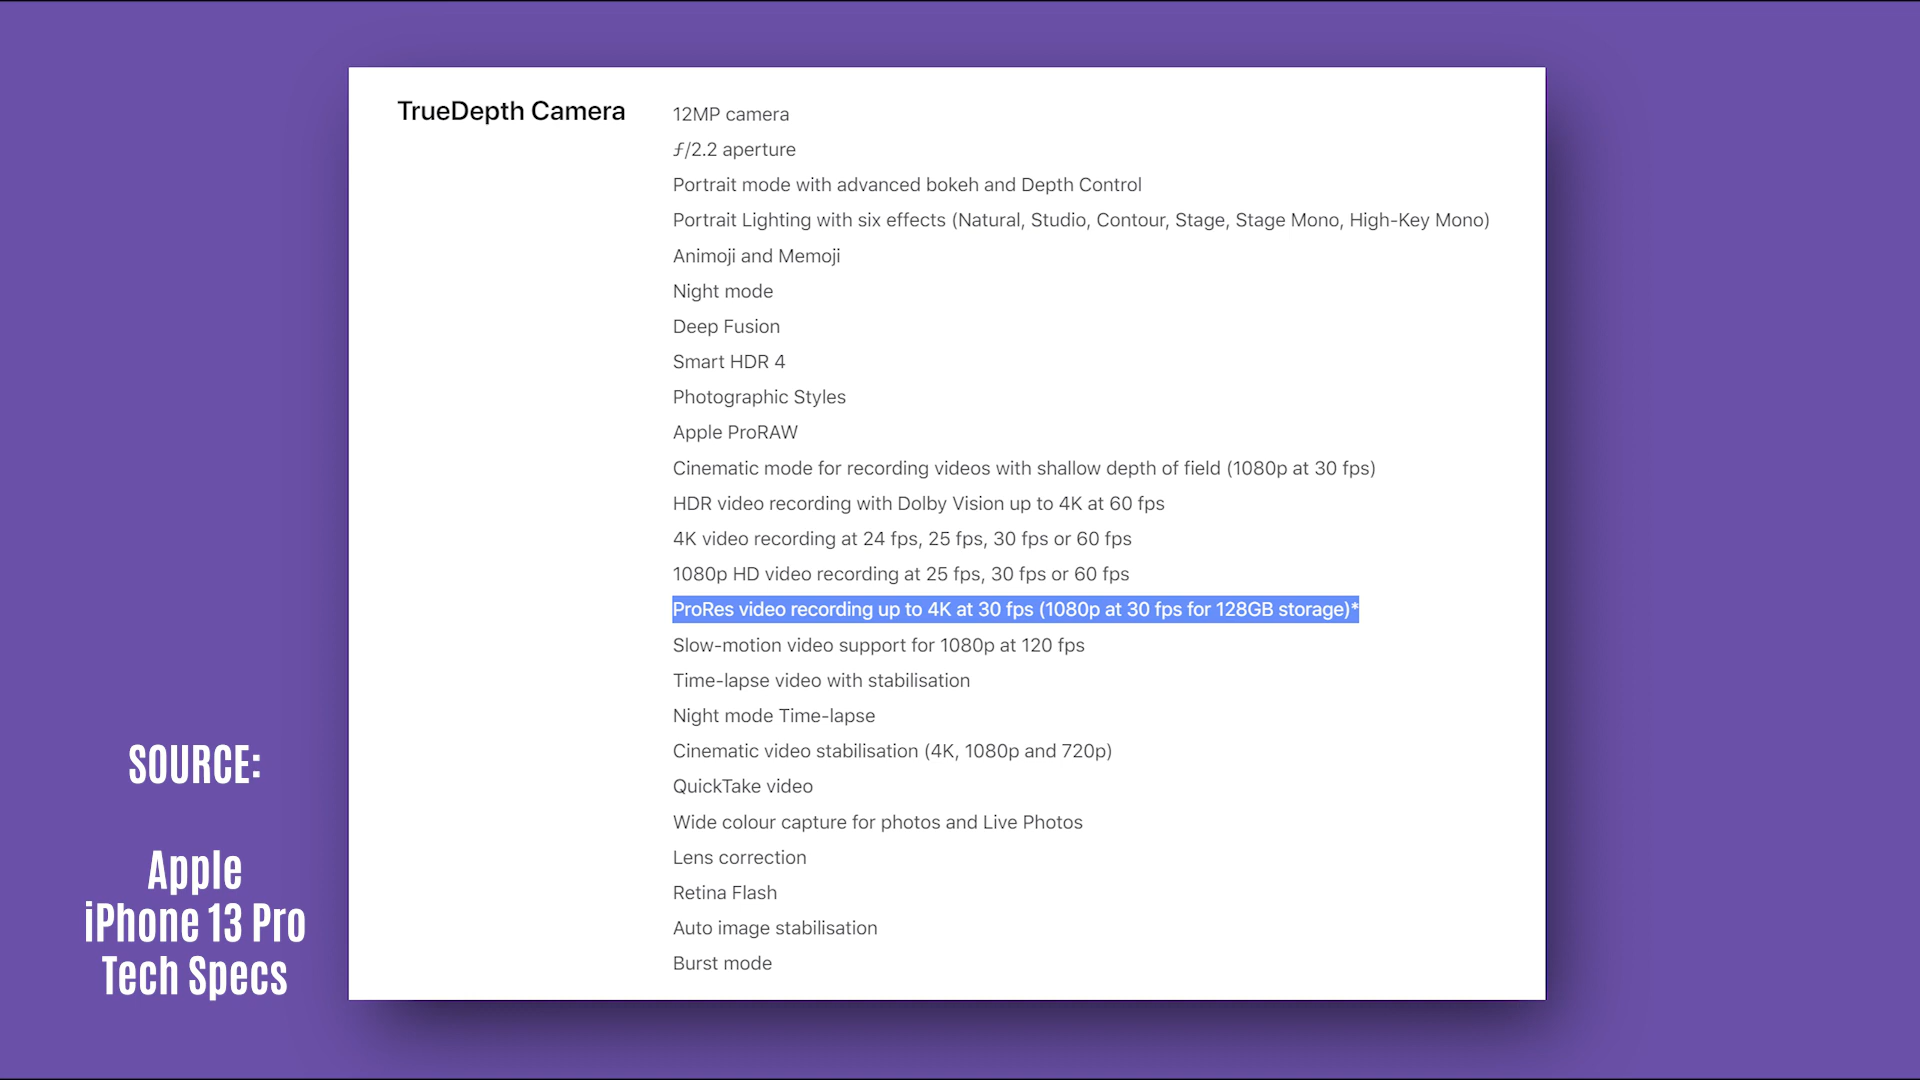 TrueDepth Camera
12MP camera
ƒ/2.2 aperture
Portrait mode with advanced bokeh and Depth Control
Portrait Lighting with six effects (Natural, Studio, Contour, Stage, Stage Mono, High-Key Mono)
Animoji and Memoji
Night mode
Deep Fusion
Smart HDR 4
Photographic Styles
Apple ProRAW
Cinematic mode for recording videos with shallow depth of field (1080p at 30 fps)
HDR video recording with Dolby Vision up to 4K at 60 fps
4K video recording at 24 fps, 25 fps, 30 fps or 60 fps
1080p HD video recording at 25 fps, 30 fps or 60 fps
ProRes video recording up to 4K at 30 fps (1080p at 30 fps for 128GB storage)*
Slow-motion video support for 1080p at 120 fps
Time-lapse video with stabilisation
Night mode Time-lapse
Cinematic video stabilisation (4K, 1080p and 720p)
QuickTake video
Wide colour capture for photos and Live Photos
Lens correction
Retina Flash
Auto image stabilisation
Burst mode
SOURCE:
Apple
iPhone 13 Pro
Tech Specs